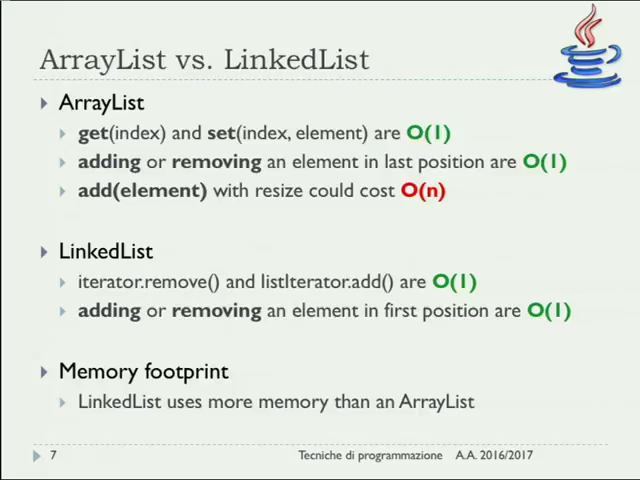 ArrayList vs. LinkedList
ArrayList
get(index) and set(index, element) are O(1)
adding or removing an element in last position are O(1)
add(element) with resize could cost O(n)
LinkedList
iterator.remove() and listIterator.add() are O(1)
adding or removing an element in first position are O(1)
Memory footprint
LinkedList uses more memory than an ArrayList
7 Tecniche di programmazione A.A. 2016/2017